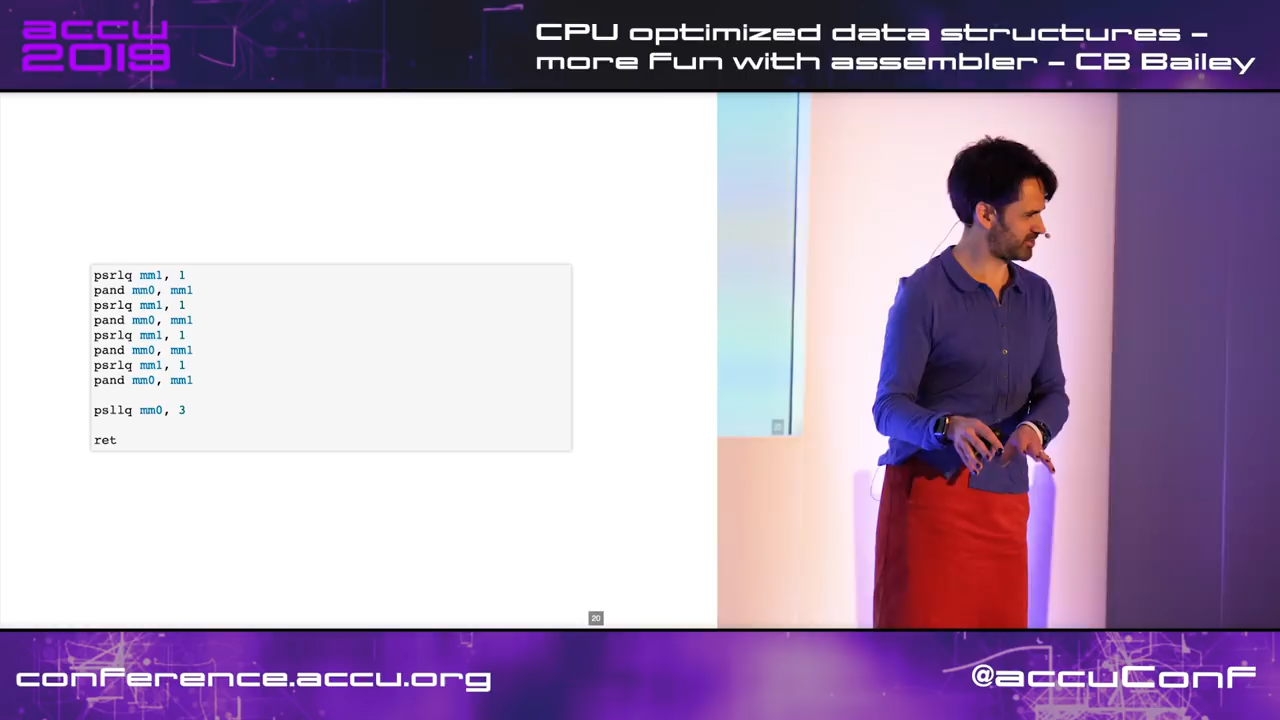 accu
2019
CPU optimized data structures –
more Fun with assembler – CB Bailey
psrlq mm1, 1
pand mm0, mm1
psrlq mm1, 1
pand mm0, mm1
psrlq mm1, 1
pand mm0, mm1
psrlq mm1, 1
pand mm0, mm1
psllq mm0, 3
ret
20
conference.accu.org
@accuConf